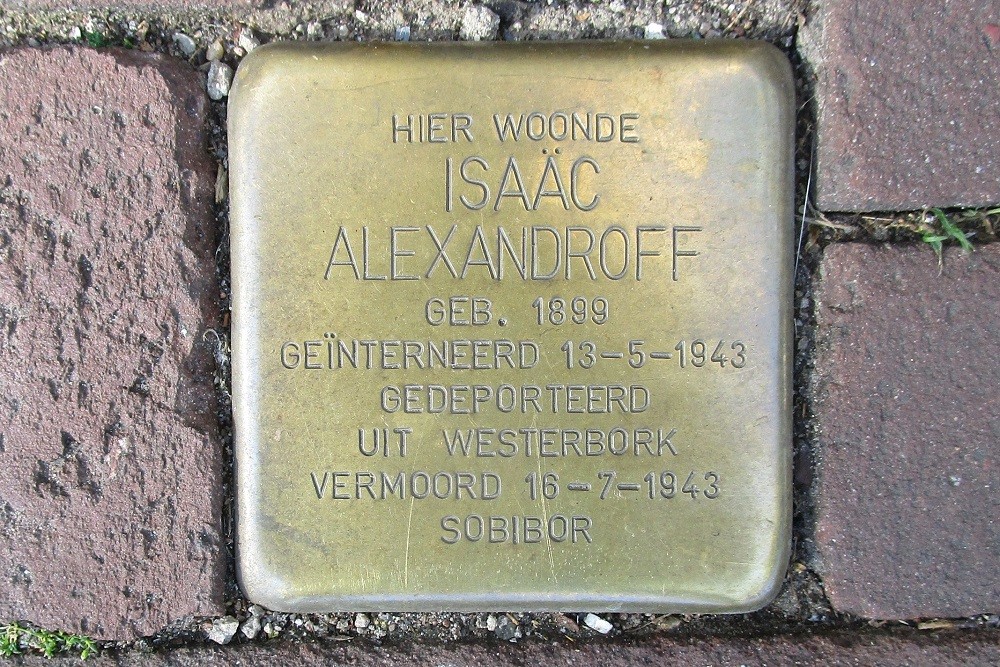 HIER WOONDE
ISAÄC
ALEXANDROFF
GEB. 1899
GEÏNTERNEERD 13-5-1943
GEDEPORTEERD
UIT WESTERBORK
VERMOORD 16-7-1943
SOBIBOR